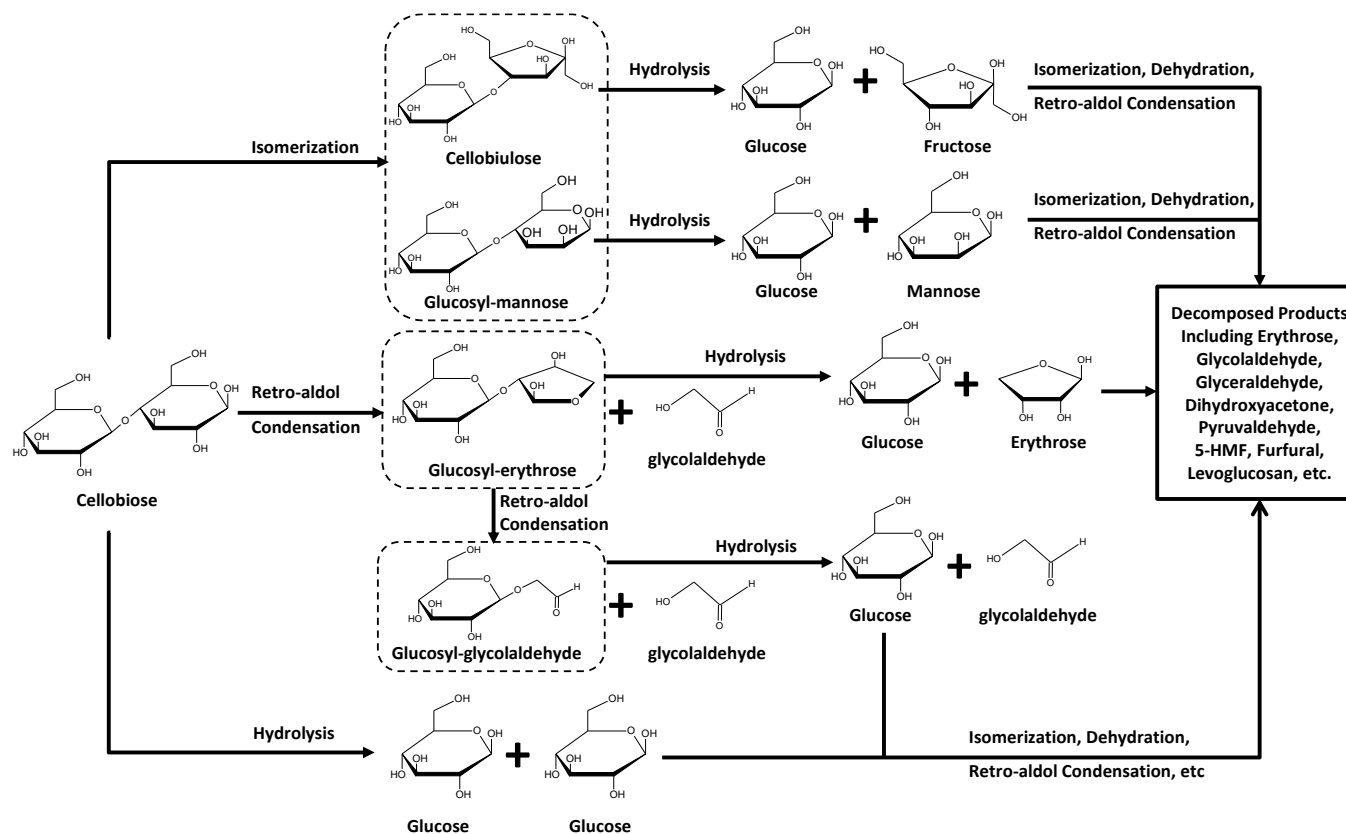 Isomerization
Cellobiulose
Hydrolysis
Glucose
+
Fructose
Isomerization, Dehydration,
Retro-aldol Condensation
Glucosyl-mannose
Hydrolysis
Glucose
+
Mannose
Isomerization, Dehydration,
Retro-aldol Condensation
Cellobiose
Retro-aldol
Condensation
Glucosyl-erythrose
+
glycolaldehyde
Hydrolysis
Glucose
+
Erythrose
Decomposed Products
Including Erythrose,
Glycolaldehyde,
Glyceraldehyde,
Dihydroxyacetone,
Pyruvaldehyde,
5-HMF, Furfural,
Levoglucosan, etc.
Retro-aldol
Condensation
Glucosyl-glycolaldehyde
+
glycolaldehyde
Hydrolysis
Glucose
+
glycolaldehyde
Hydrolysis
Glucose
+
Glucose
Isomerization, Dehydration,
Retro-aldol Condensation, etc